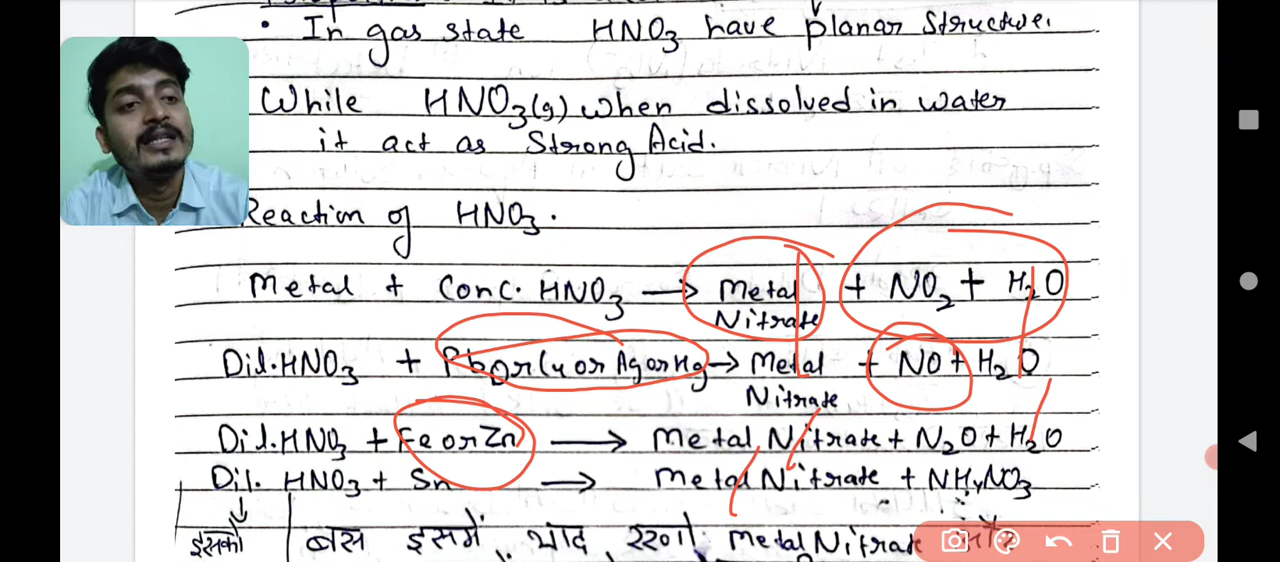 • In gas state HNO₃ have planar structure.
While HNO₃(g) when dissolved in water
it act as Strong Acid.
Reaction of HNO₃.
Metal + Conc. HNO₃ → Metal Nitrate + NO₂ + H₂O
Dil. HNO₃ + Pb or Cu or Ag or Hg → Metal Nitrate + NO + H₂O
Dil. HNO₃ + Fe or Zn → Metal Nitrate + N₂O + H₂O
Dil. HNO₃ + Sn → Metal Nitrate + NH₄NO₃
इसको बस इसमें याद रखना Metal Nitrate और